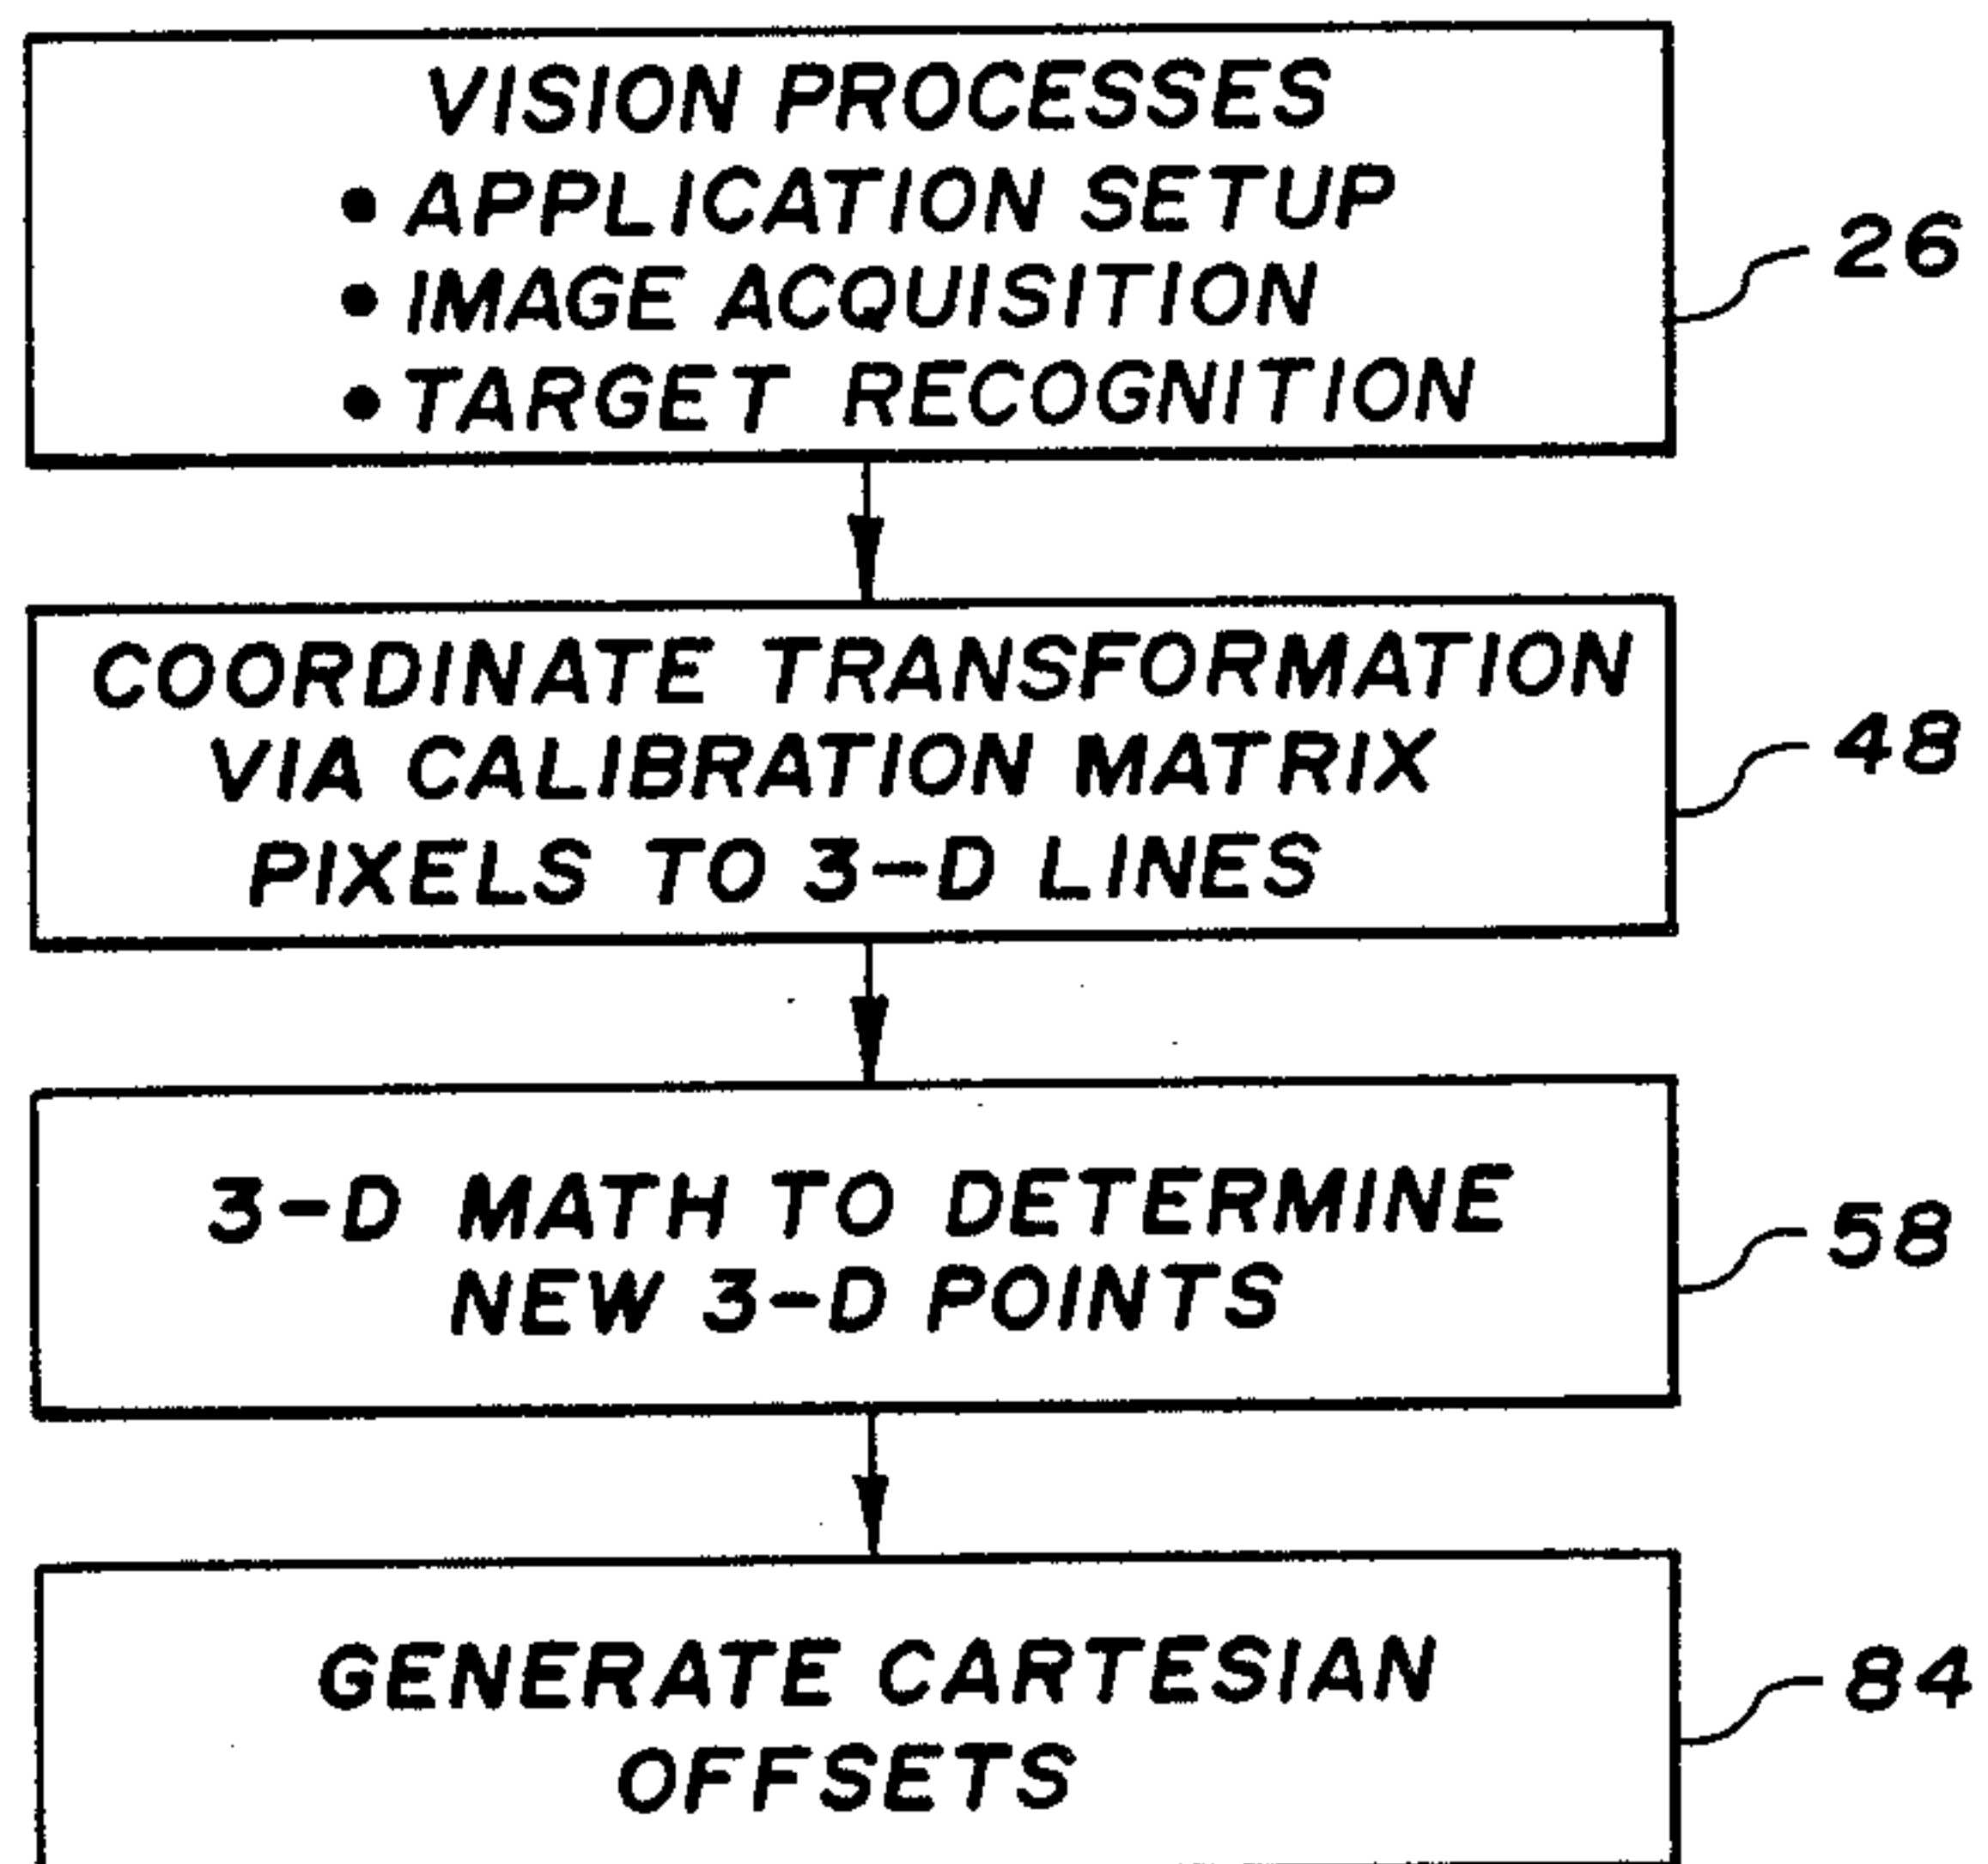 VISION PROCESSES
• APPLICATION SETUP
• IMAGE ACQUISITION
• TARGET RECOGNITION
26
COORDINATE TRANSFORMATION
VIA CALIBRATION MATRIX
PIXELS TO 3-D LINES
48
3-D MATH TO DETERMINE
NEW 3-D POINTS
58
GENERATE CARTESIAN
OFFSETS
84